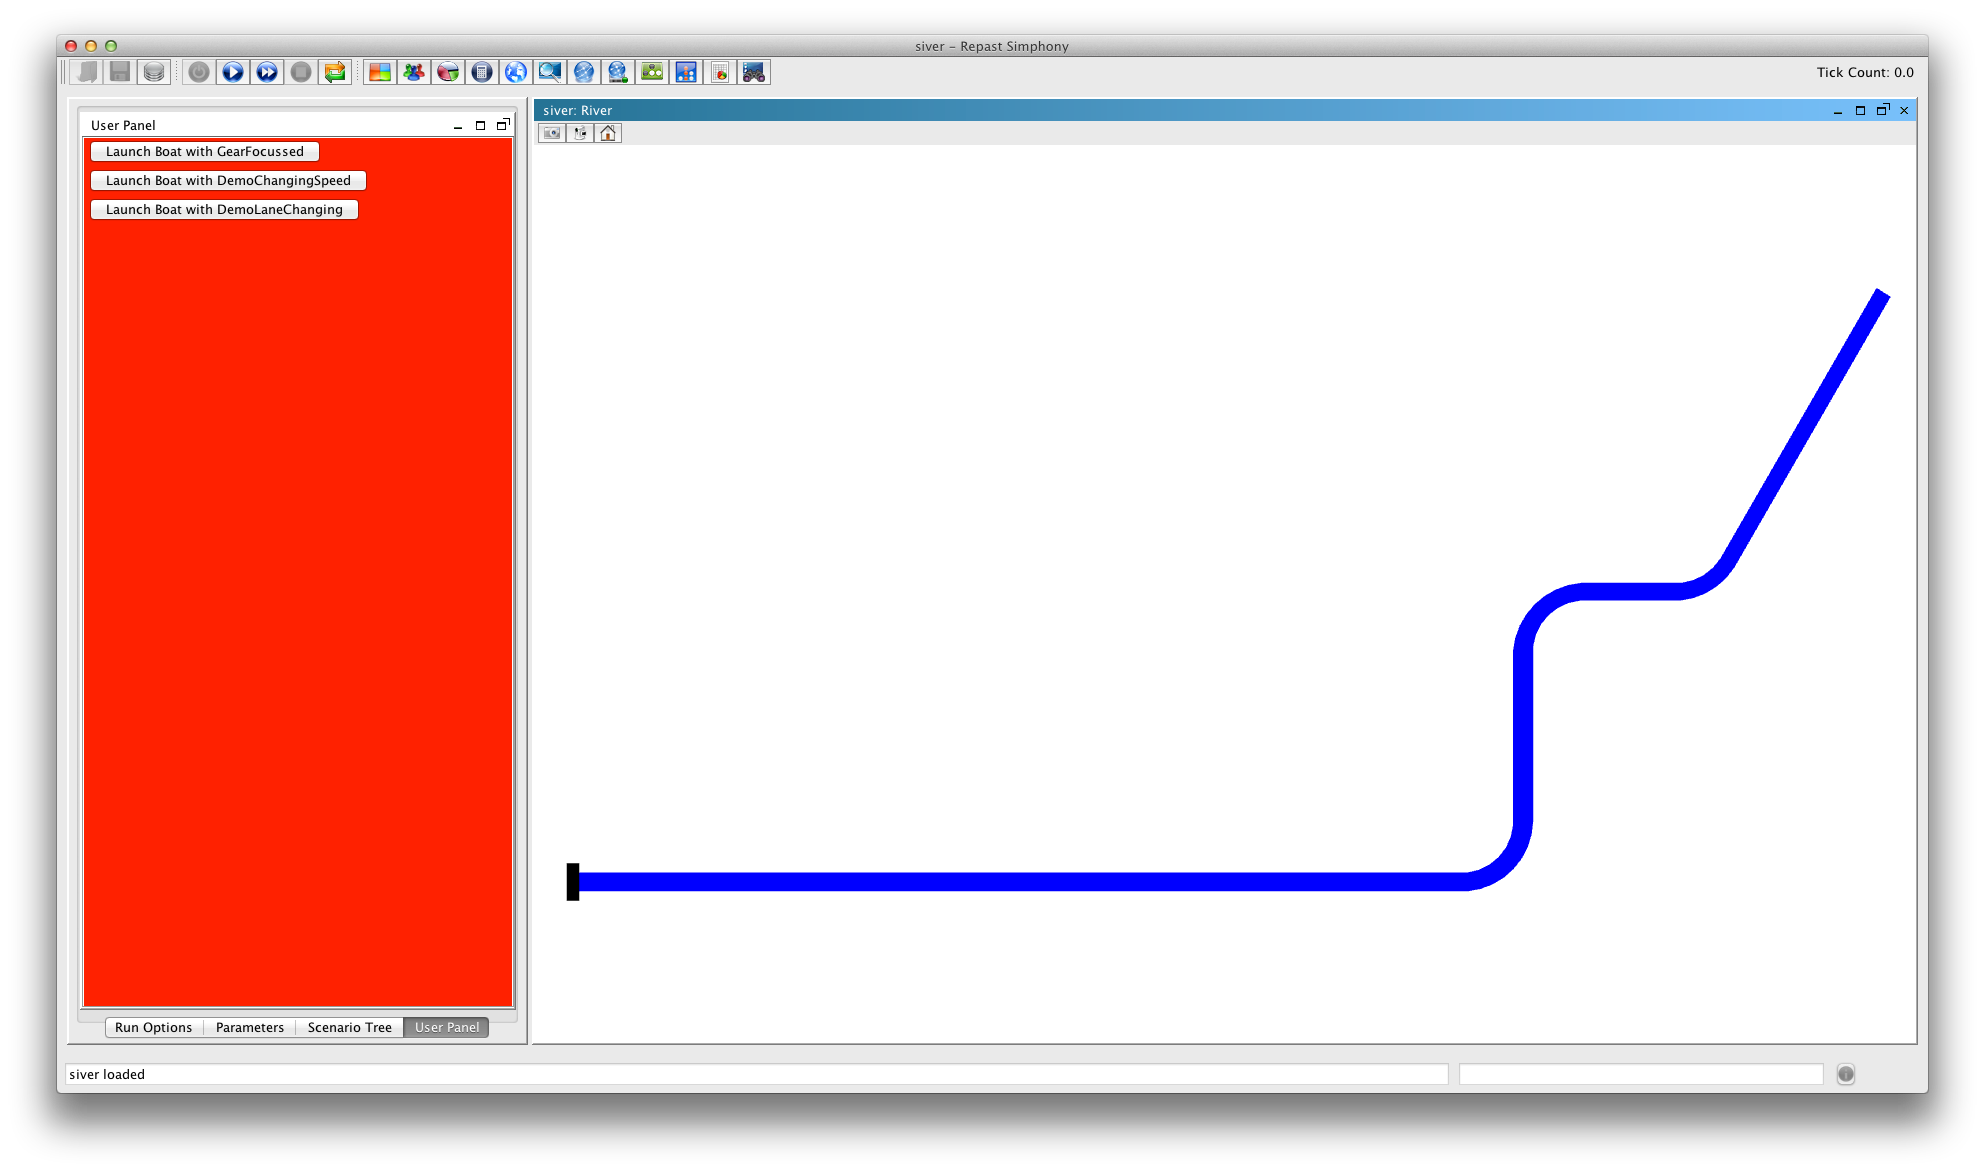 siver – Repast Simphony
Tick Count: 0.0
User Panel
Launch Boat with GearFocussed
Launch Boat with DemoChangingSpeed
Launch Boat with DemoLaneChanging
Run Options
Parameters
Scenario Tree
User Panel
siver: River
siver loaded